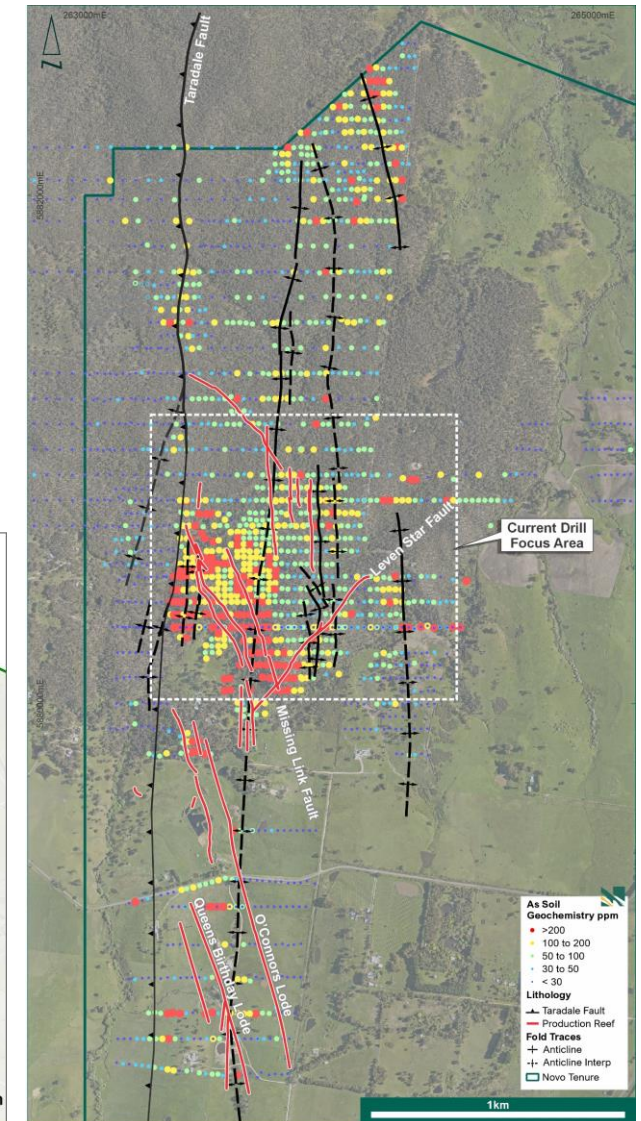 263000mE
265000mE
N
Taradale Fault
5882000mE
Current Drill
Focus Area
Leven Star Fault
Missing Link Fault
O'Connors Lode
Queens Birthday Lode
As Soil
Geochemistry ppm
>200
100 to 200
50 to 100
30 to 50
< 30
Lithology
Taradale Fault
Production Reef
Fold Traces
Anticline
Anticline Interp
Novo Tenure
1km